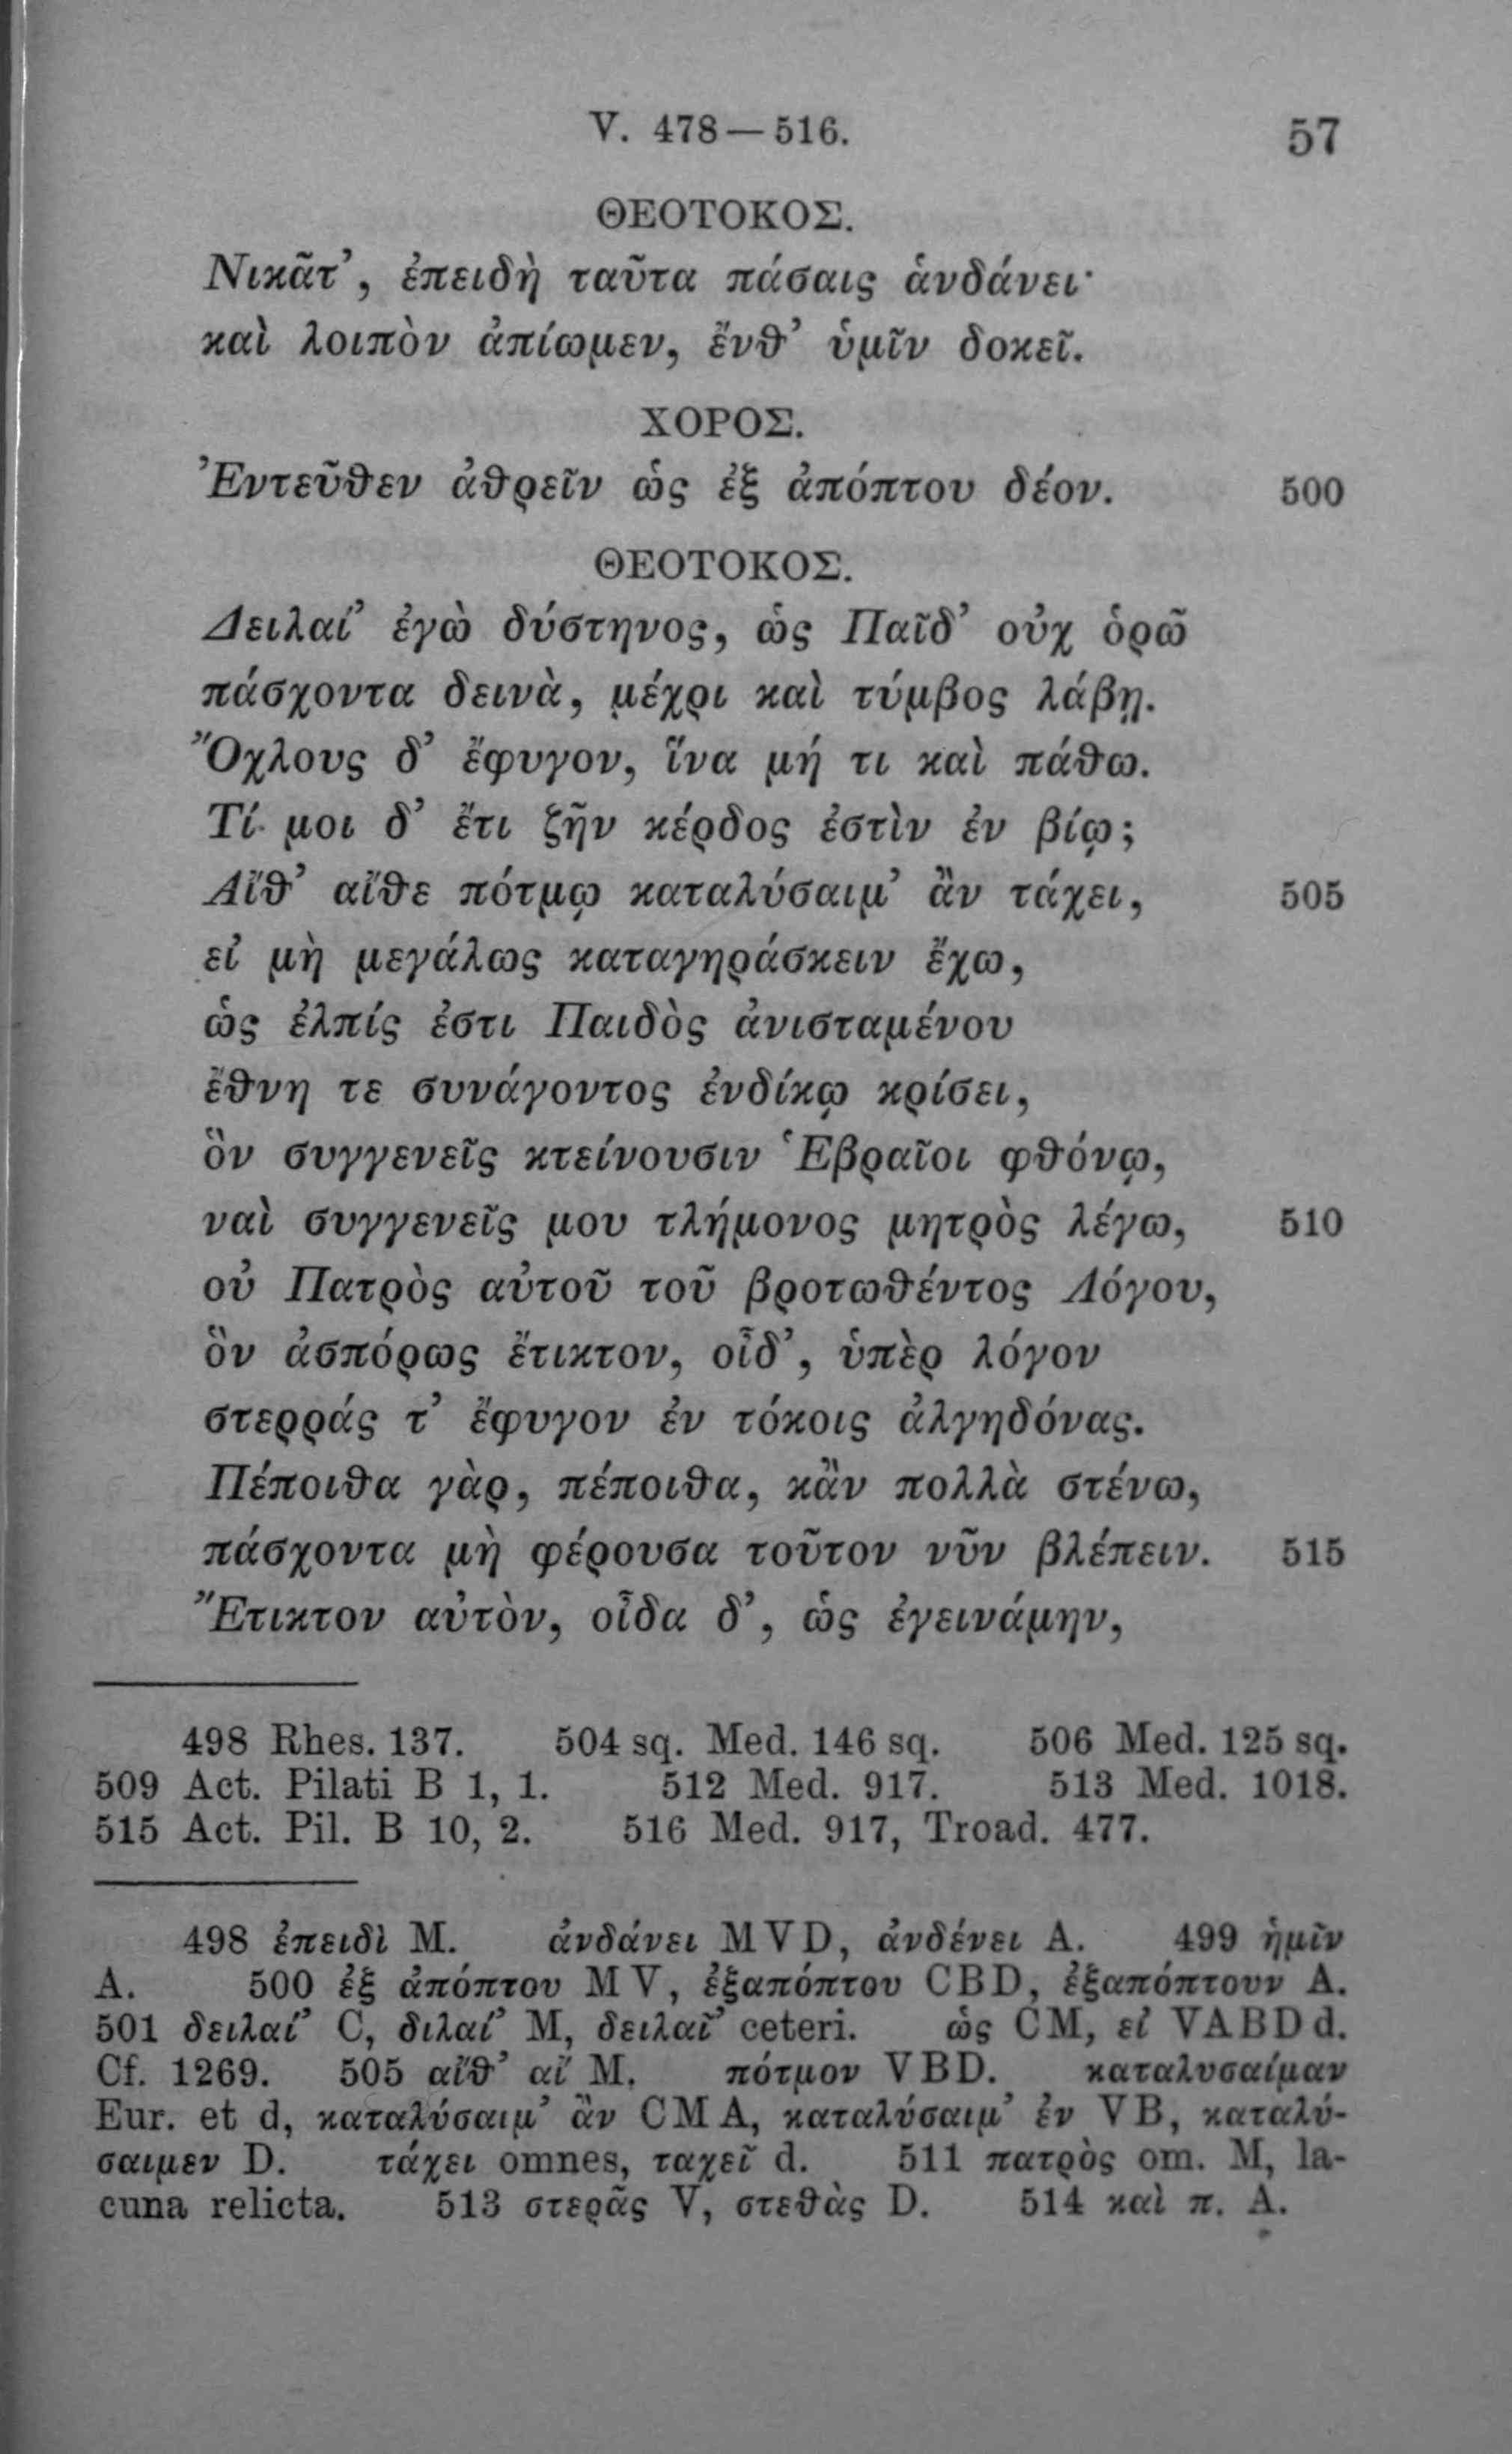 V. 478—516. 57
ΘΕΟΤΟΚΟΣ.
Νικᾶτ’, ἐπειδὴ ταῦτα πάσαις ἁνδάνει·
καὶ λοιπὸν ἀπίωμεν, ἔνθ’ ὑμῖν δοκεῖ.
ΧΟΡΟΣ.
Ἐντεῦθεν ἀθρεῖν ὡς ἐξ ἀπόπτου δέον. 500
ΘΕΟΤΟΚΟΣ.
Δειλαί’ ἐγὼ δύστηνος, ὡς Παῖδ’ οὐχ ὁρῶ
πάσχοντα δεινὰ, μέχρι καὶ τύμβος λάβῃ.
Ὄχλους δ’ ἔφυγον, ἵνα μή τι καὶ πάθω.
Τί μοι δ’ ἔτι ζῆν κέρδος ἐστὶν ἐν βίῳ;
Αἴθ’ αἴθε πότμῳ καταλύσαιμ’ ἂν τάχει, 505
εἰ μὴ μεγάλως καταγηράσκειν ἔχω,
ὡς ἐλπίς ἐστι Παιδὸς ἀνισταμένου
ἔθνη τε συνάγοντος ἐνδίκῳ κρίσει,
ὃν συγγενεῖς κτείνουσιν Ἑβραῖοι φθόνῳ,
ναὶ συγγενεῖς μου τλήμονος μητρὸς λέγω, 510
οὐ Πατρὸς αὐτοῦ τοῦ βροτωθέντος Λόγου,
ὃν ἀσπόρως ἔτικτον, οἶδ’, ὑπὲρ λόγον
στερράς τ’ ἔφυγον ἐν τόκοις ἀλγηδόνας.
Πέποιθα γὰρ, πέποιθα, κἂν πολλὰ στένω,
πάσχοντα μὴ φέρουσα τοῦτον νῦν βλέπειν. 515
Ἔτικτον αὐτὸν, οἶδα δ’, ὡς ἐγεινάμην,
498 Rhes. 137. 504 sq. Med. 146 sq. 506 Med. 125 sq.
509 Act. Pilati B 1, 1. 512 Med. 917. 513 Med. 1018.
515 Act. Pil. B 10, 2. 516 Med. 917, Troad. 477.
498 ἐπειδὶ M. ἀνδάνει MVD, ἀνδένει A. 499 ἡμῖν
A. 500 ἐξ ἀπόπτου MV, ἐξαπόπτου CBD, ἐξαπόπτουν A.
501 δειλαί’ C, διλαί’ M, δειλαῖ’ ceteri. ὡς CM, εἰ VABDd.
Cf. 1269. 505 αἴθ’ αἴ M. πότμον VBD. καταλυσαίμαν
Eur. et d, καταλύσαιμ’ ἂν CMA, καταλύσαιμ’ ἐν VB, καταλύ-
σαιμεν D. τάχει omnes, ταχεῖ d. 511 πατρὸς om. M, la-
cuna relicta. 513 στερᾶς V, στεθὰς D. 514 καὶ π. A.